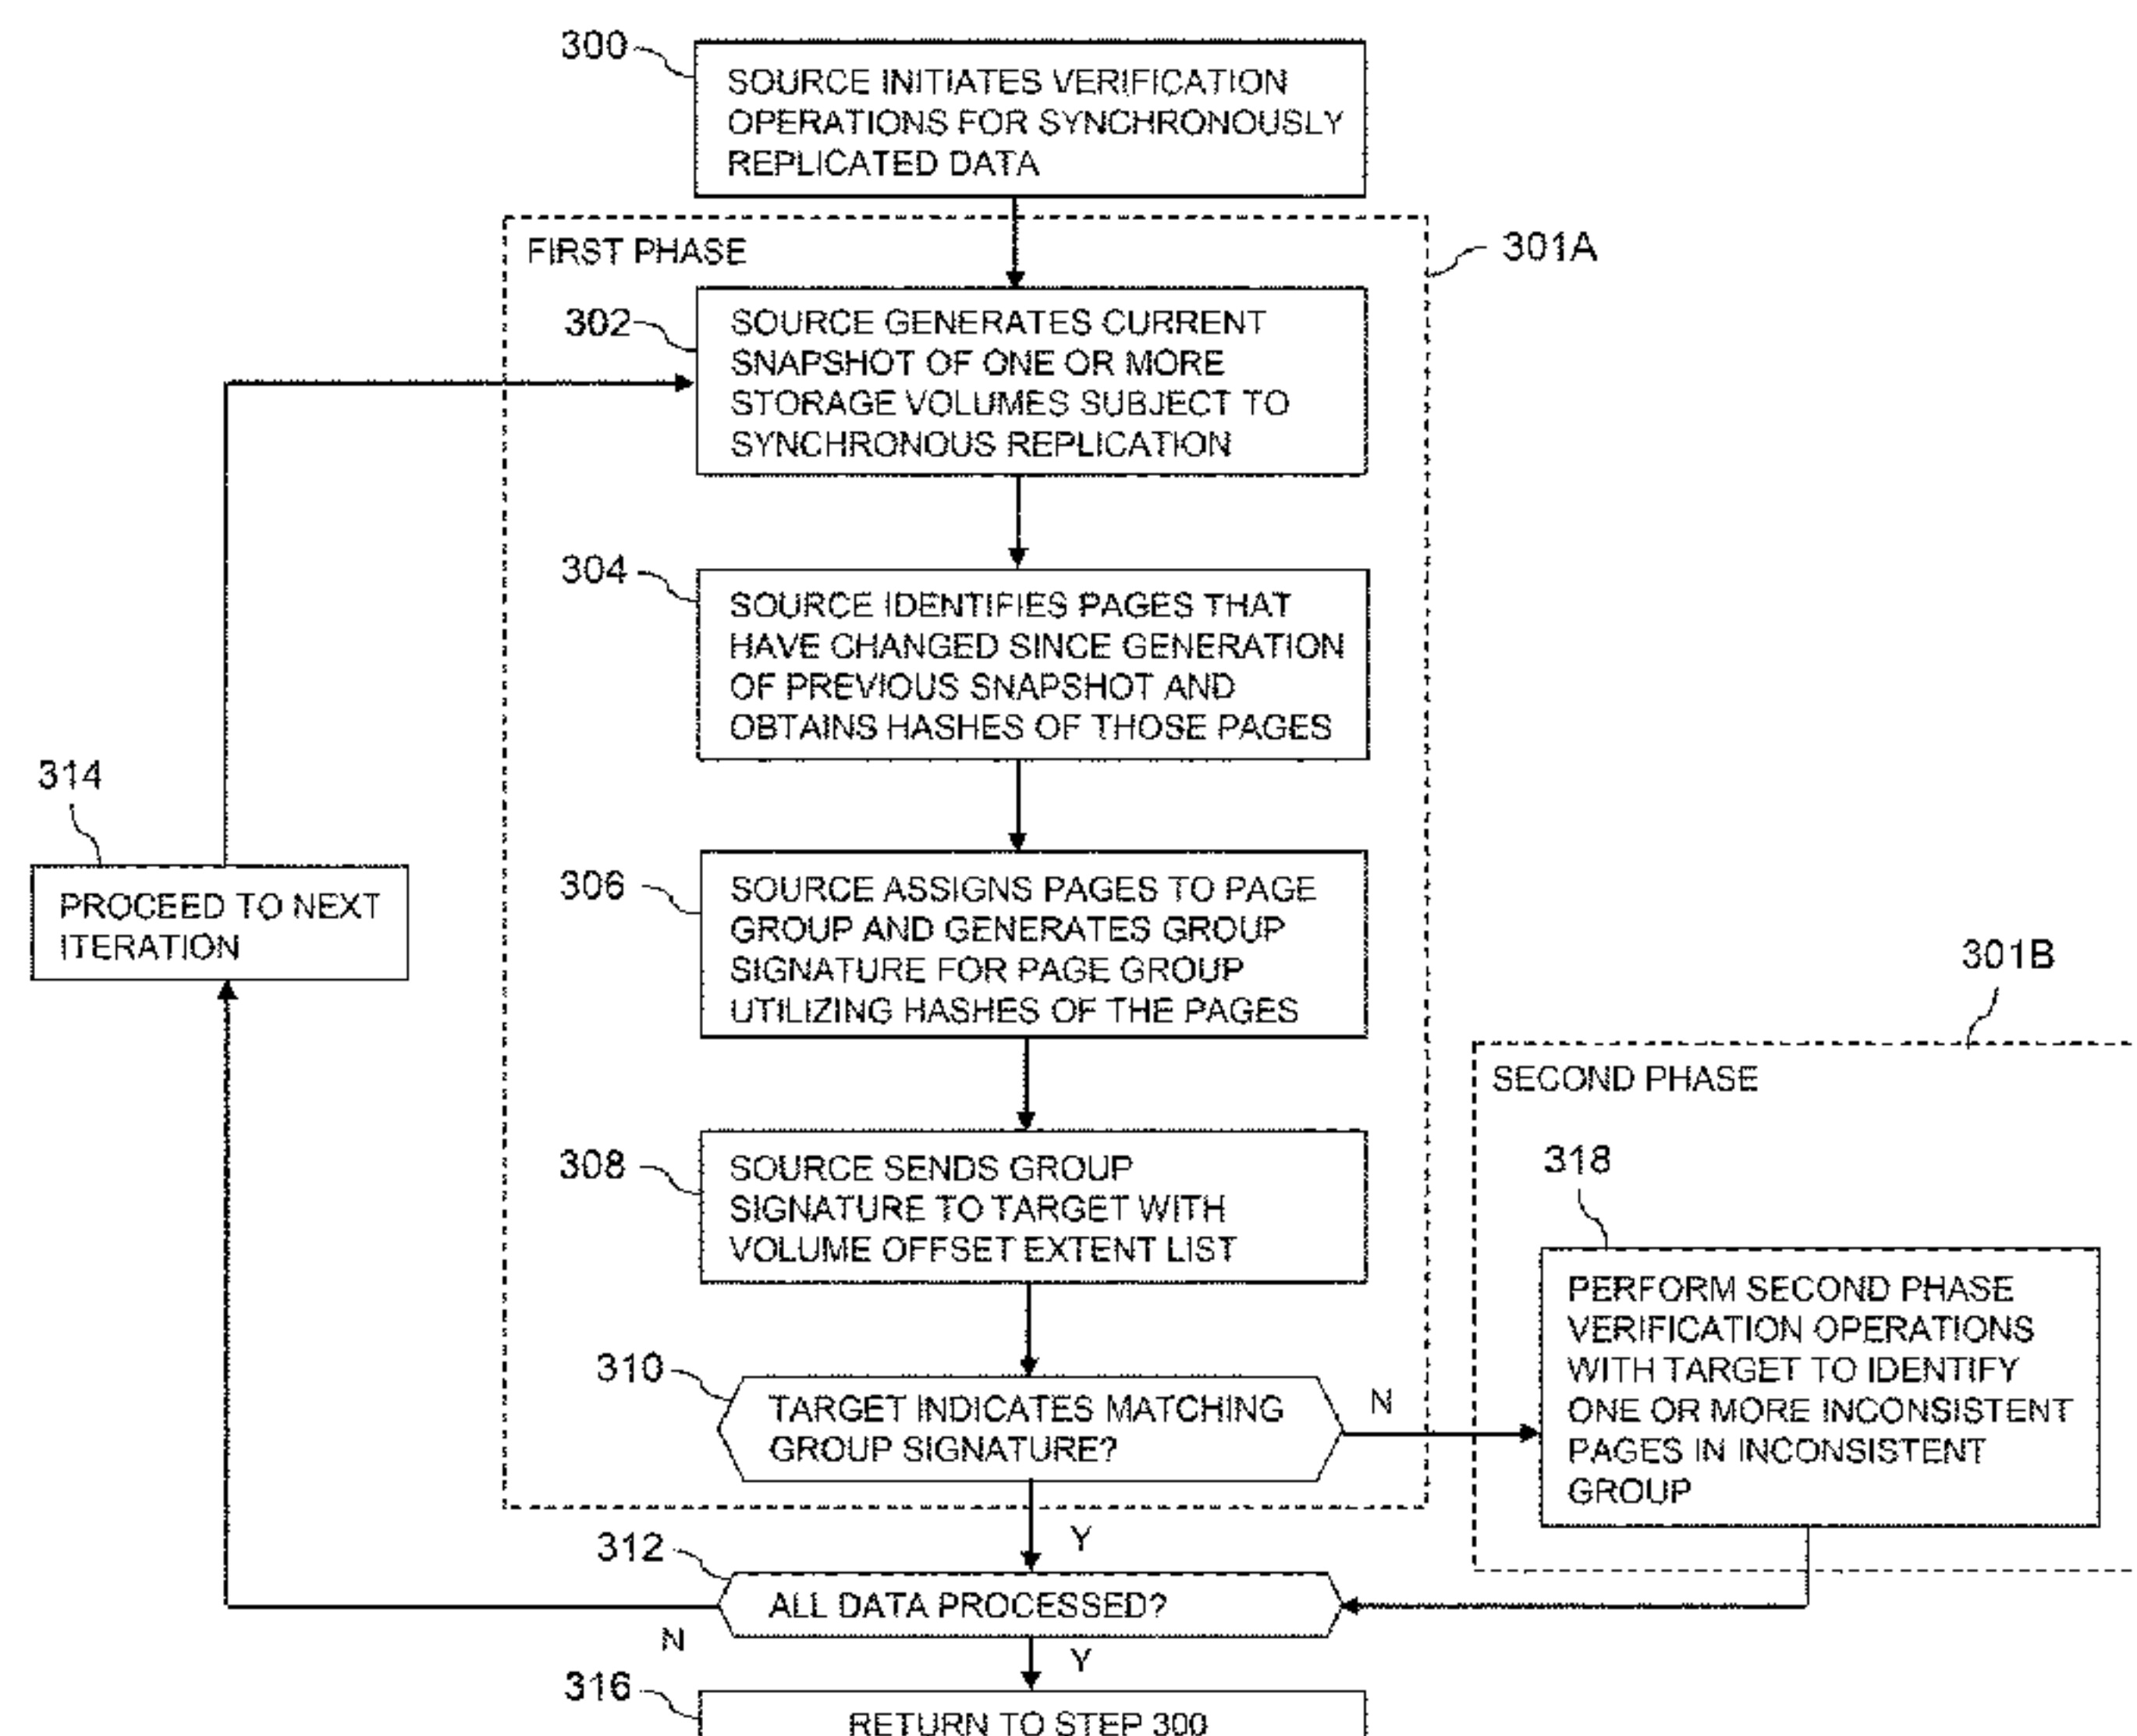 300
SOURCE INITIATES VERIFICATION
OPERATIONS FOR SYNCHRONOUSLY
REPLICATED DATA
FIRST PHASE
301A
302
SOURCE GENERATES CURRENT
SNAPSHOT OF ONE OR MORE
STORAGE VOLUMES SUBJECT TO
SYNCHRONOUS REPLICATION
304
SOURCE IDENTIFIES PAGES THAT
HAVE CHANGED SINCE GENERATION
OF PREVIOUS SNAPSHOT AND
OBTAINS HASHES OF THOSE PAGES
314
PROCEED TO NEXT
ITERATION
306
SOURCE ASSIGNS PAGES TO PAGE
GROUP AND GENERATES GROUP
SIGNATURE FOR PAGE GROUP
UTILIZING HASHES OF THE PAGES
301B
SECOND PHASE
308
SOURCE SENDS GROUP
SIGNATURE TO TARGET WITH
VOLUME OFFSET EXTENT LIST
318
PERFORM SECOND PHASE
VERIFICATION OPERATIONS
WITH TARGET TO IDENTIFY
ONE OR MORE INCONSISTENT
PAGES IN INCONSISTENT
GROUP
310
TARGET INDICATES MATCHING
GROUP SIGNATURE?
N
Y
312
ALL DATA PROCESSED?
N
Y
316
RETURN TO STEP 300